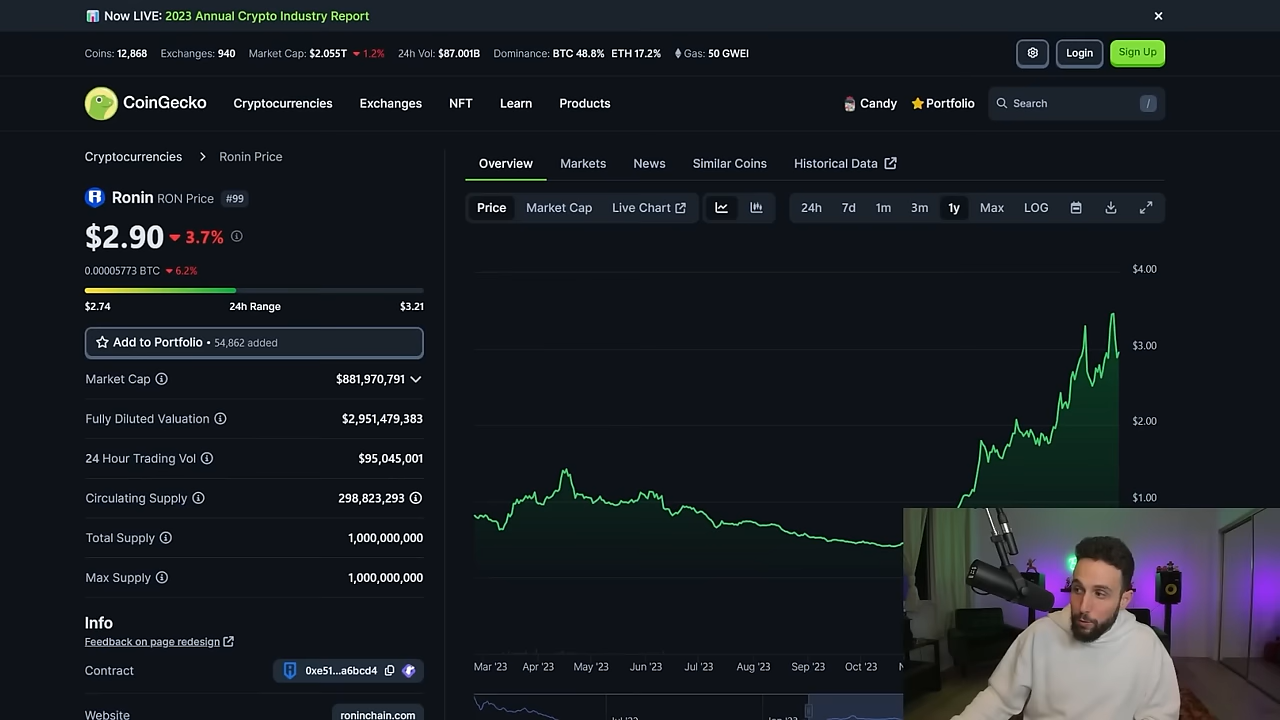 Now LIVE: 2023 Annual Crypto Industry Report
Coins: 12,868 Exchanges: 940 Market Cap: $2.055T 1.2% 24h Vol: $87.001B Dominance: BTC 48.8% ETH 17.2% Gas: 50 GWEI
Login
Sign Up
CoinGecko Cryptocurrencies Exchanges NFT Learn Products Candy Portfolio Search /
Cryptocurrencies Ronin Price
Ronin RON Price #99
$2.90 3.7%
0.00005773 BTC 6.2%
$2.74 24h Range $3.21
Add to Portfolio • 54,862 added
Market Cap $881,970,791
Fully Diluted Valuation $2,951,479,383
24 Hour Trading Vol $95,045,001
Circulating Supply 298,823,293
Total Supply 1,000,000,000
Max Supply 1,000,000,000
Info
Feedback on page redesign
Contract 0xe51...a6bcd4
Website roninchain.com
Overview Markets News Similar Coins Historical Data
Price Market Cap Live Chart 24h 7d 1m 3m 1y Max LOG
$4.00
$3.00
$2.00
$1.00
Mar '23 Apr '23 May '23 Jun '23 Jul '23 Aug '23 Sep '23 Oct '23